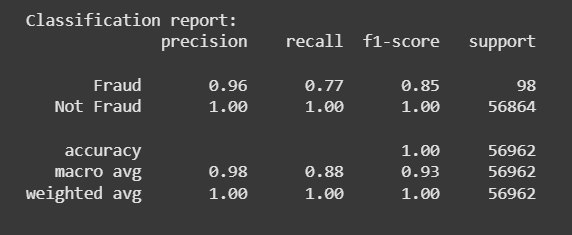 Classification report:
precision recall f1-score support
Fraud 0.96 0.77 0.85 98
Not Fraud 1.00 1.00 1.00 56864
accuracy 1.00 56962
macro avg 0.98 0.88 0.93 56962
weighted avg 1.00 1.00 1.00 56962